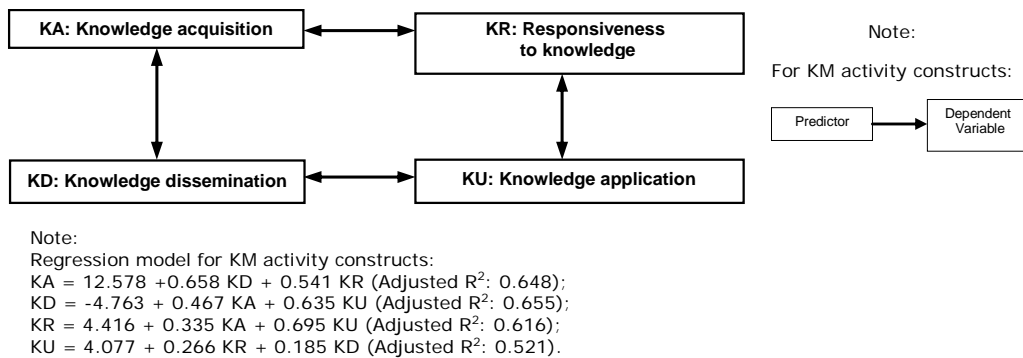 KA: Knowledge acquisition
KR: Responsiveness
to knowledge
KD: Knowledge dissemination
KU: Knowledge application
Note:
For KM activity constructs:
Predictor
Dependent
Variable
Note:
Regression model for KM activity constructs:
KA = 12.578 +0.658 KD + 0.541 KR (Adjusted R²: 0.648);
KD = -4.763 + 0.467 KA + 0.635 KU (Adjusted R²: 0.655);
KR = 4.416 + 0.335 KA + 0.695 KU (Adjusted R²: 0.616);
KU = 4.077 + 0.266 KR + 0.185 KD (Adjusted R²: 0.521).